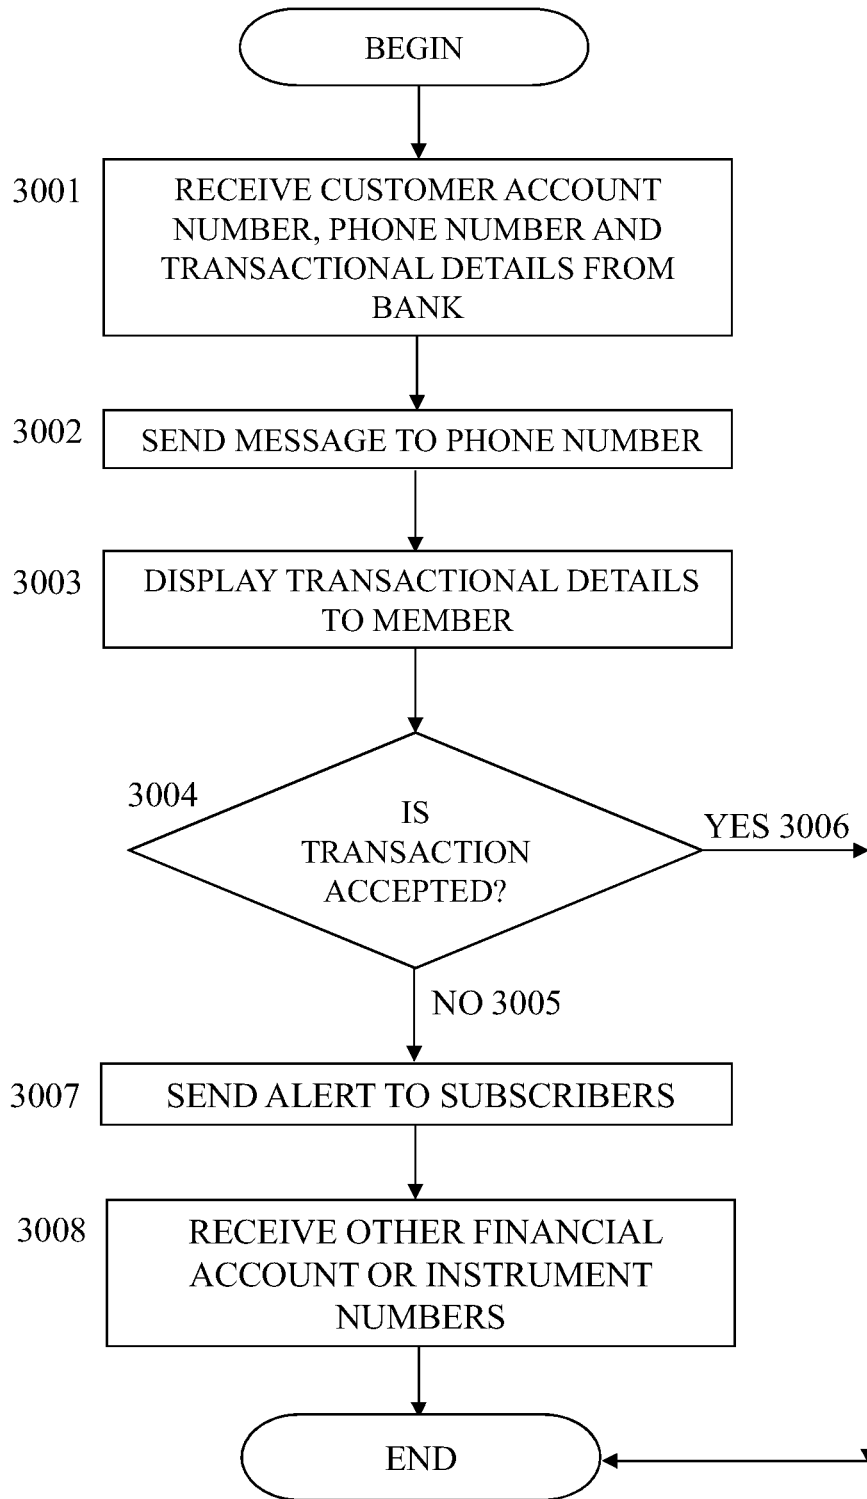 BEGIN
3001
RECEIVE CUSTOMER ACCOUNT
NUMBER, PHONE NUMBER AND
TRANSACTIONAL DETAILS FROM
BANK
3002
SEND MESSAGE TO PHONE NUMBER
3003
DISPLAY TRANSACTIONAL DETAILS
TO MEMBER
3004
IS
TRANSACTION
ACCEPTED?
YES 3006
NO 3005
3007
SEND ALERT TO SUBSCRIBERS
3008
RECEIVE OTHER FINANCIAL
ACCOUNT OR INSTRUMENT
NUMBERS
END